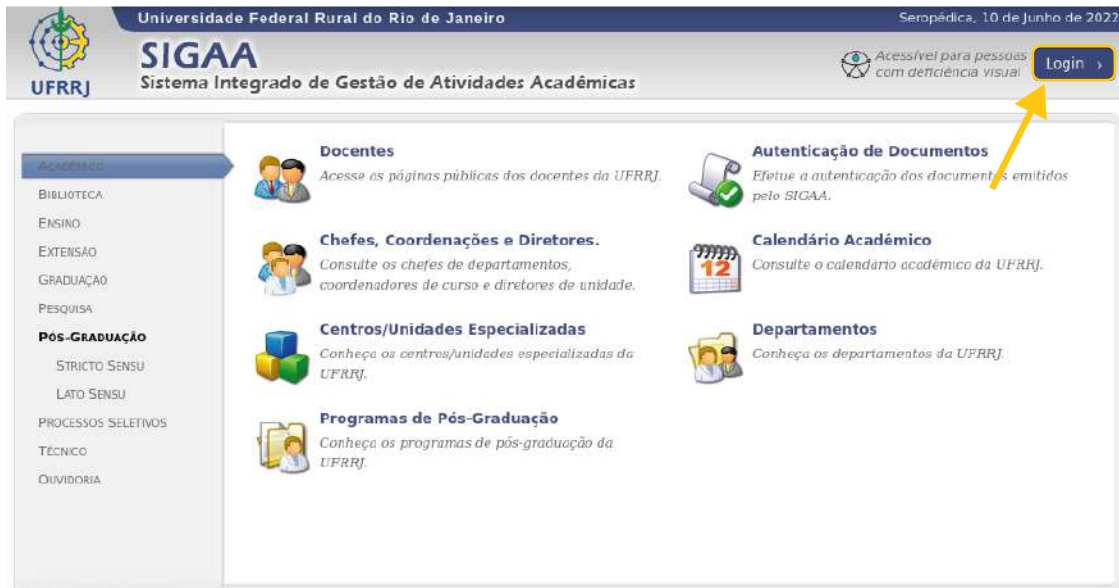 Universidade Federal Rural do Rio de Janeiro
Seropédica, 10 de Junho de 2022
UFRRJ
SIGAA
Sistema Integrado de Gestão de Atividades Acadêmicas
Acessível para pessoas
com deficiência visual
Login ›
ACADÊMICO
BIBLIOTECA
ENSINO
EXTENSÃO
GRADUAÇÃO
PESQUISA
PÓS-GRADUAÇÃO
STRICTO SENSU
LATO SENSU
PROCESSOS SELETIVOS
TÉCNICO
OUVIDORIA
Docentes
Acesse as páginas públicas dos docentes da UFRRJ.
Chefes, Coordenações e Diretores.
Consulte os chefes de departamentos,
coordenadores de curso e diretores de unidade.
Centros/Unidades Especializadas
Conheça os centros/unidades especializadas da
UFRRJ.
Programas de Pós-Graduação
Conheça os programas de pós-graduação da
UFRRJ.
Autenticação de Documentos
Efetue a autenticação dos documentos emitidos
pelo SIGAA.
Calendário Acadêmico
12
Consulte o calendário acadêmico da UFRRJ.
Departamentos
Conheça os departamentos da UFRRJ.